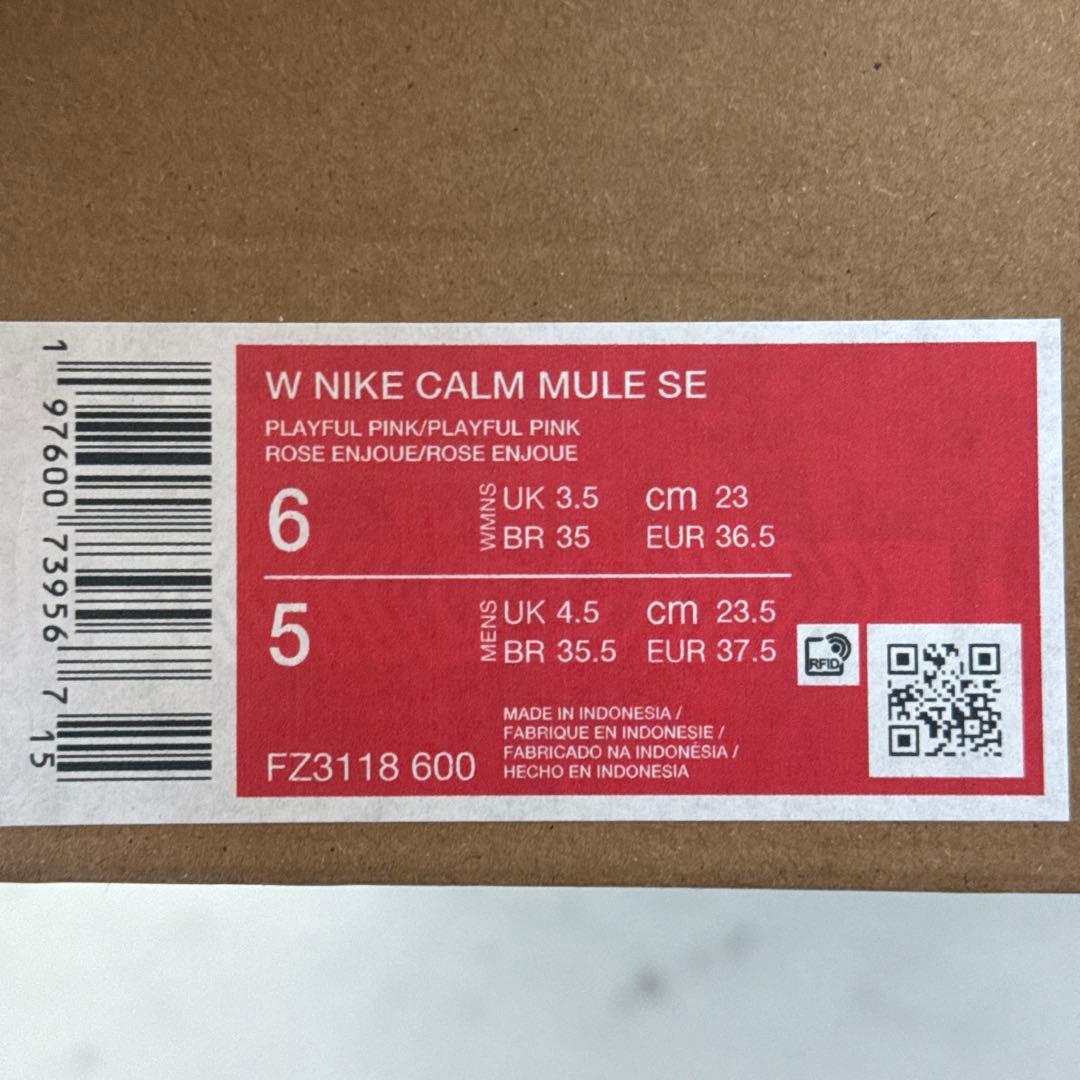 1 97600 73956 7 15
W NIKE CALM MULE SE
PLAYFUL PINK/PLAYFUL PINK
ROSE ENJOUE/ROSE ENJOUE
6 WMNS UK 3.5 cm 23
BR 35 EUR 36.5
5 MENS UK 4.5 cm 23.5
BR 35.5 EUR 37.5
RFID
MADE IN INDONESIA /
FABRIQUE EN INDONESIE /
FABRICADO NA INDONÉSIA /
HECHO EN INDONESIA
FZ3118 600